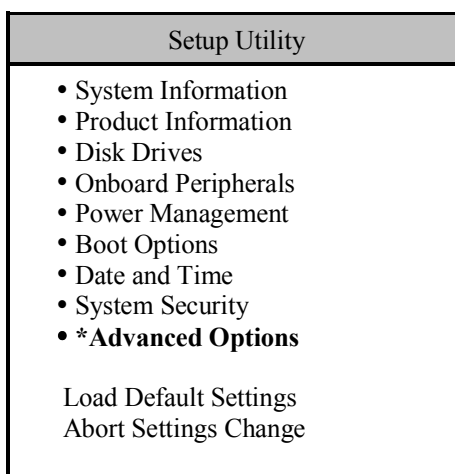 Setup Utility
• System Information
• Product Information
• Disk Drives
• Onboard Peripherals
• Power Management
• Boot Options
• Date and Time
• System Security
• *Advanced Options
Load Default Settings
Abort Settings Change